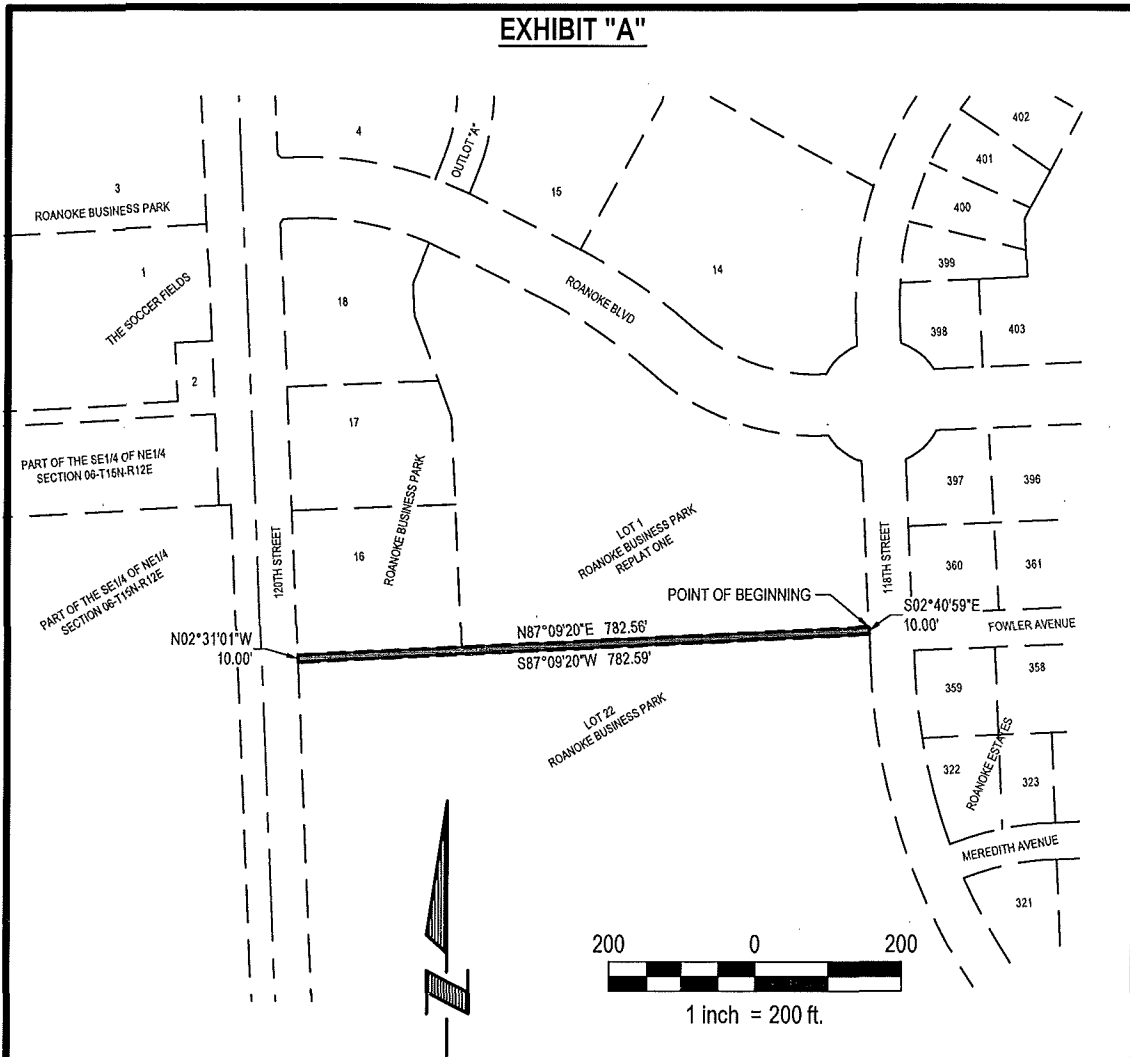 EXHIBIT "A"
402
4
OUTLOT "A"
401
3
ROANOKE BUSINESS PARK
15
400
1
THE SOCCER FIELDS
14
399
18
ROANOKE BLVD
398
403
2
17
PART OF THE SE1/4 OF NE1/4
SECTION 06-T15N-R12E
ROANOKE BUSINESS PARK
397
396
LOT 1
ROANOKE BUSINESS PARK
REPLAT ONE
120TH STREET
16
118TH STREET
360
361
PART OF THE SE1/4 OF NE1/4
SECTION 06-T15N-R12E
POINT OF BEGINNING
S02°40'59"E
10.00'
FOWLER AVENUE
N02°31'01"W
10.00'
N87°09'20"E 782.56'
S87°09'20"W 782.59'
358
359
LOT 22
ROANOKE BUSINESS PARK
ROANOKE ESTATES
322
323
MEREDITH AVENUE
321
200 0 200
1 inch = 200 ft.